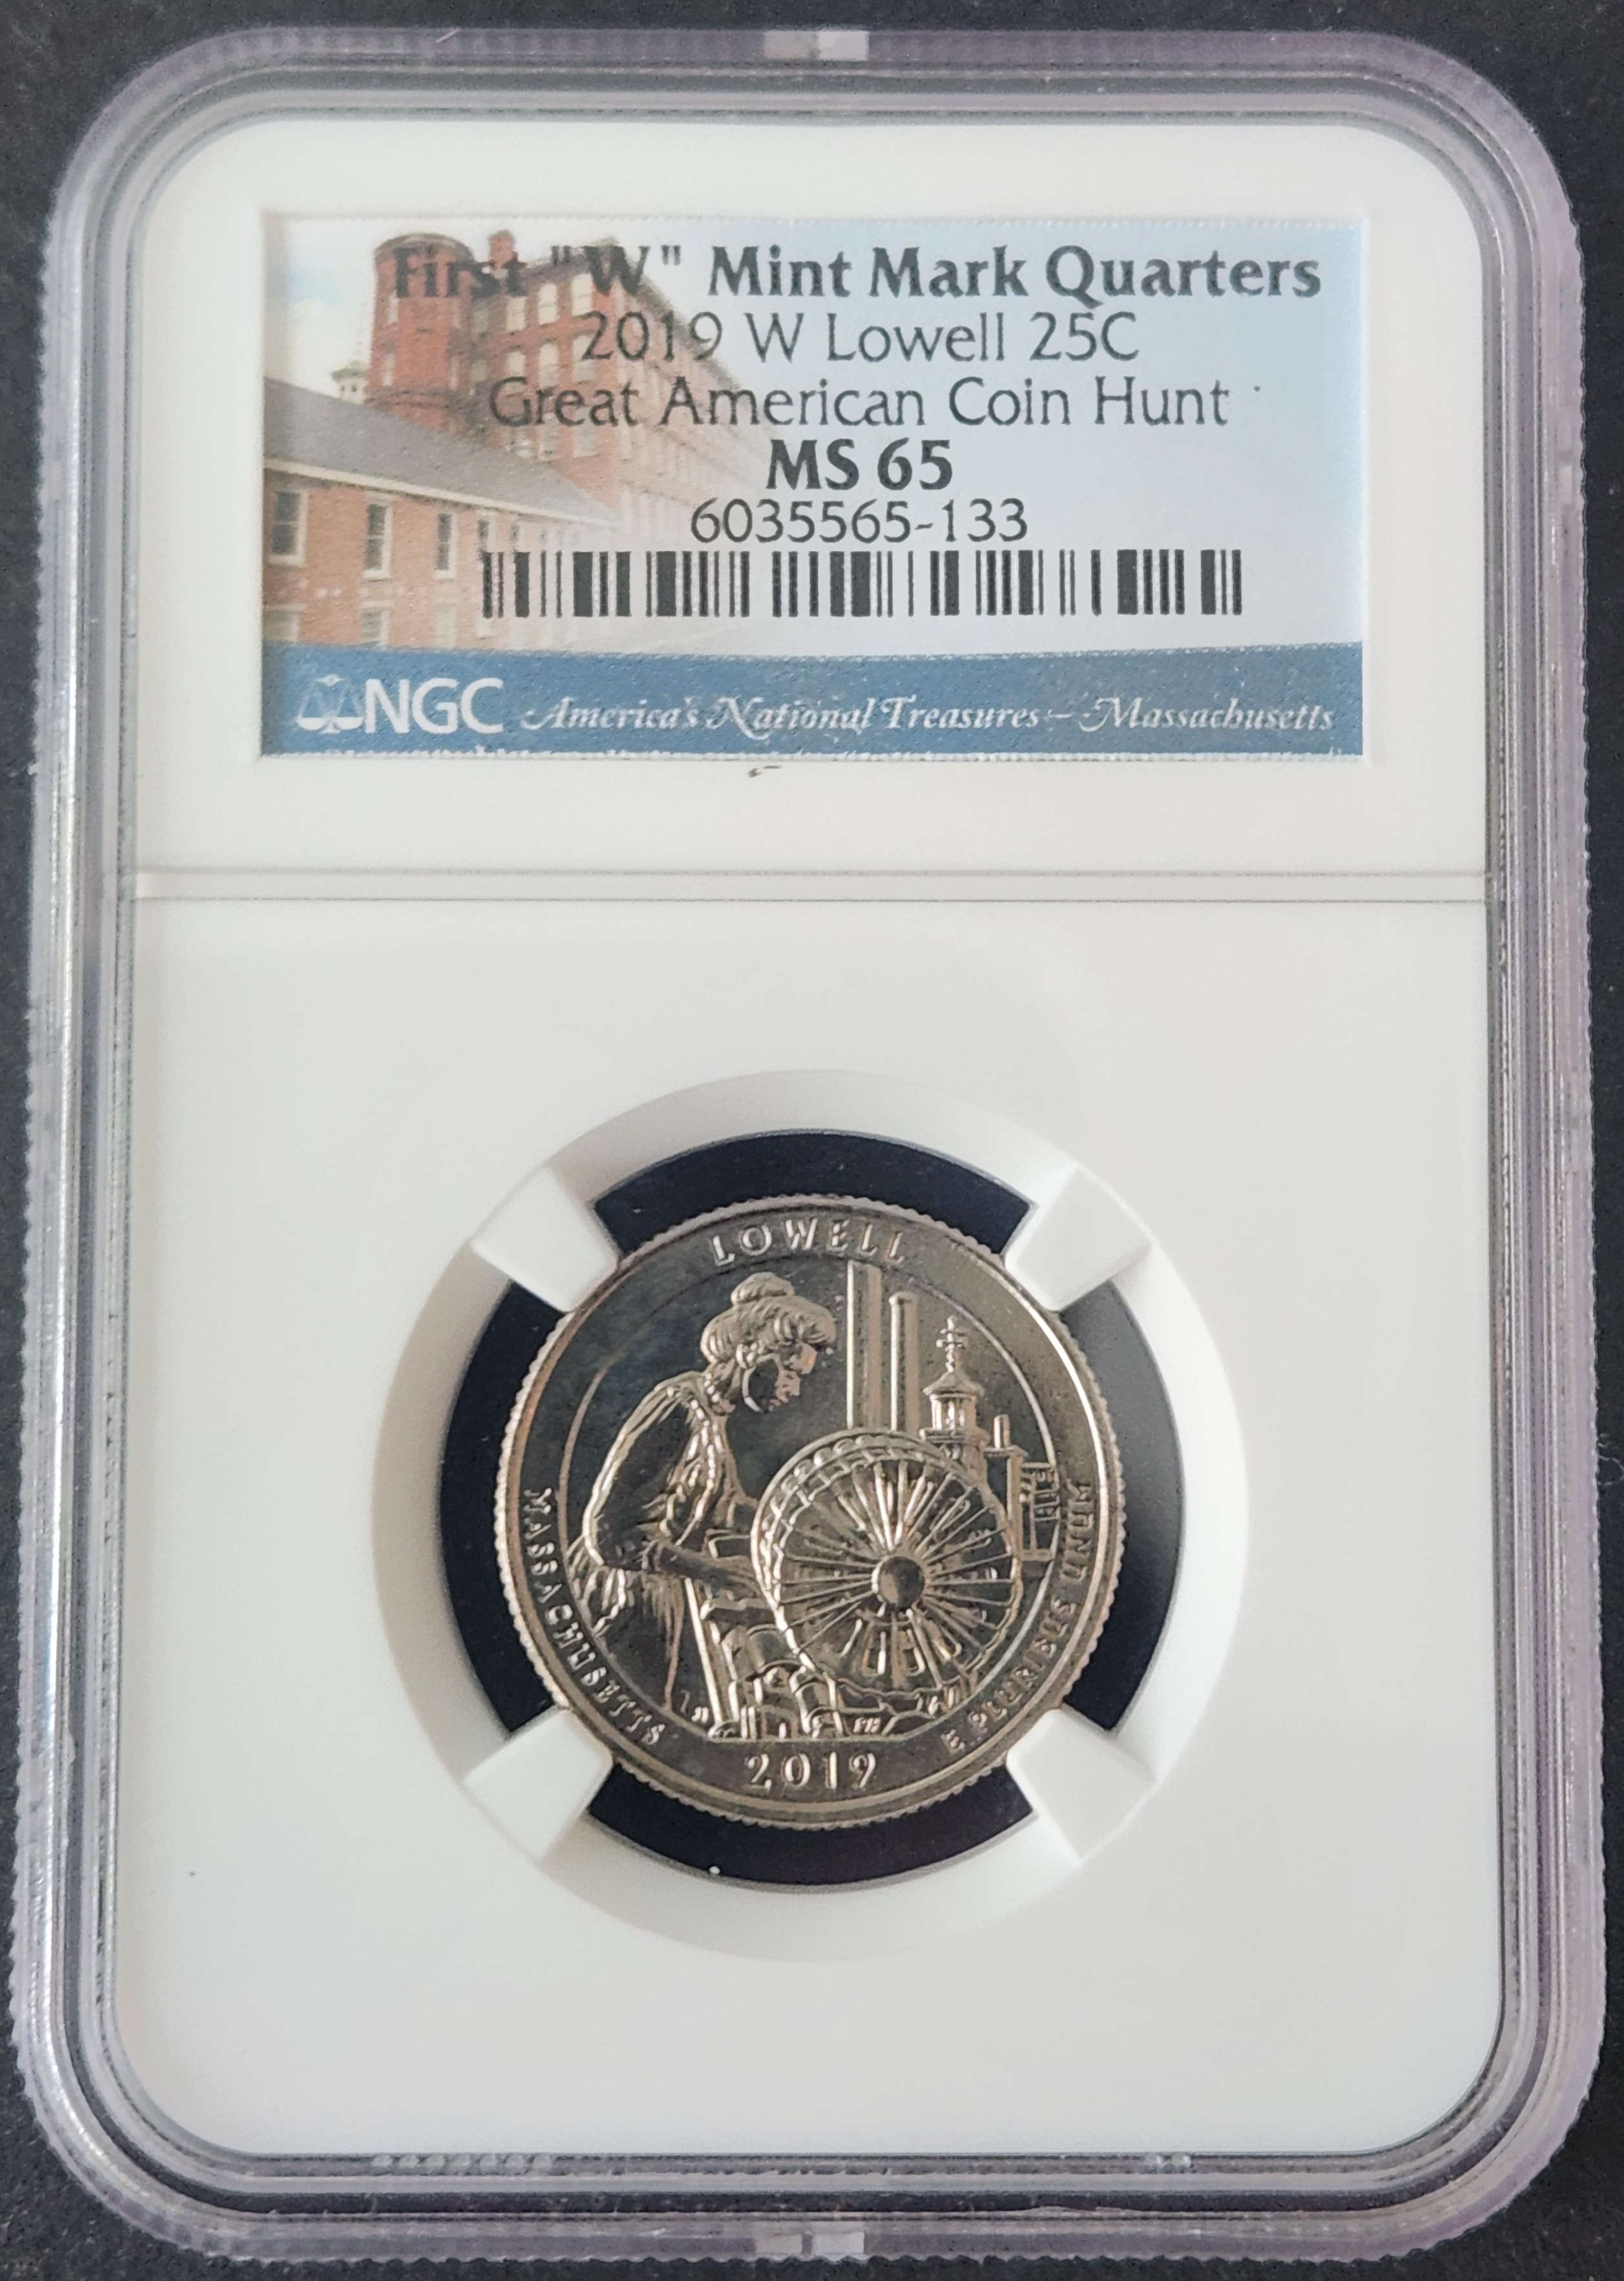 First "W" Mint Mark Quarters
2019 W Lowell 25C
Great American Coin Hunt
MS 65
6035565-133
NGC America's National Treasures – Massachusetts
LOWELL
MASSACHUSETTS
E PLURIBUS UNUM
2019